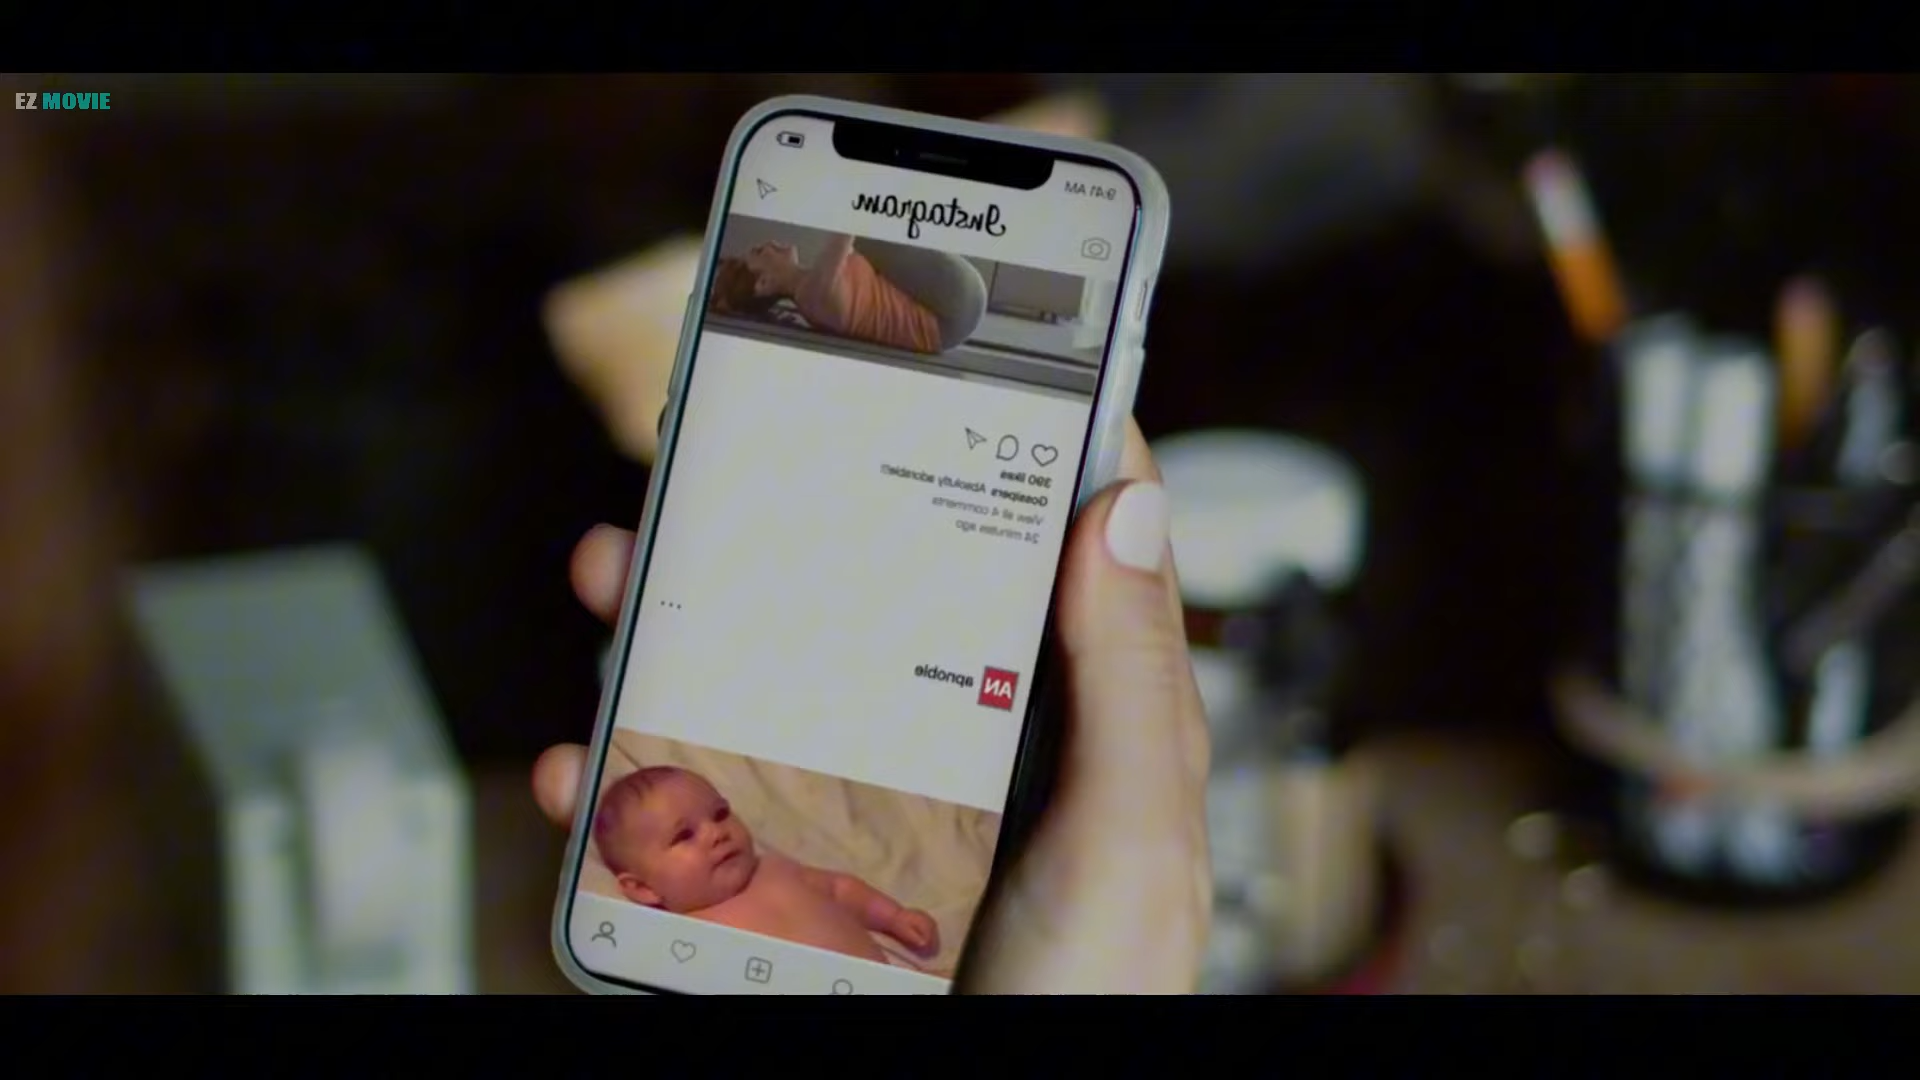 EZ MOVIE
9:41 AM
Instagram
390 likes
Gossipers Absolutly adorable!!
View all 4 comments
24 minutes ago
AN apnoble